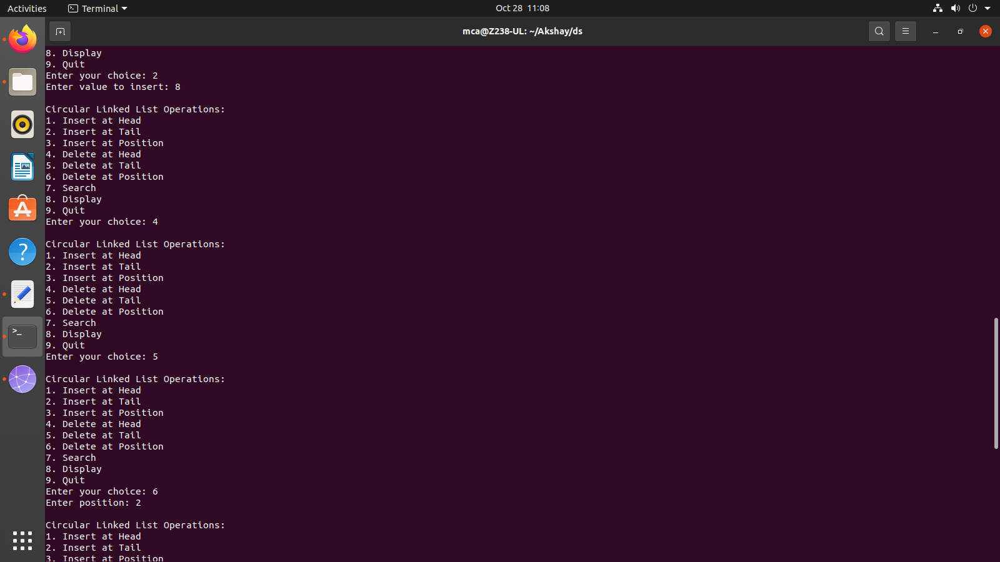 Activities
Terminal
Oct 28 11:08
mca@Z238-UL: ~/Akshay/ds
8. Display
9. Quit
Enter your choice: 2
Enter value to insert: 8
Circular Linked List Operations:
1. Insert at Head
2. Insert at Tail
3. Insert at Position
4. Delete at Head
5. Delete at Tail
6. Delete at Position
7. Search
8. Display
9. Quit
Enter your choice: 4
Circular Linked List Operations:
1. Insert at Head
2. Insert at Tail
3. Insert at Position
4. Delete at Head
5. Delete at Tail
6. Delete at Position
7. Search
8. Display
9. Quit
Enter your choice: 5
Circular Linked List Operations:
1. Insert at Head
2. Insert at Tail
3. Insert at Position
4. Delete at Head
5. Delete at Tail
6. Delete at Position
7. Search
8. Display
9. Quit
Enter your choice: 6
Enter position: 2
Circular Linked List Operations:
1. Insert at Head
2. Insert at Tail
3. Insert at Position